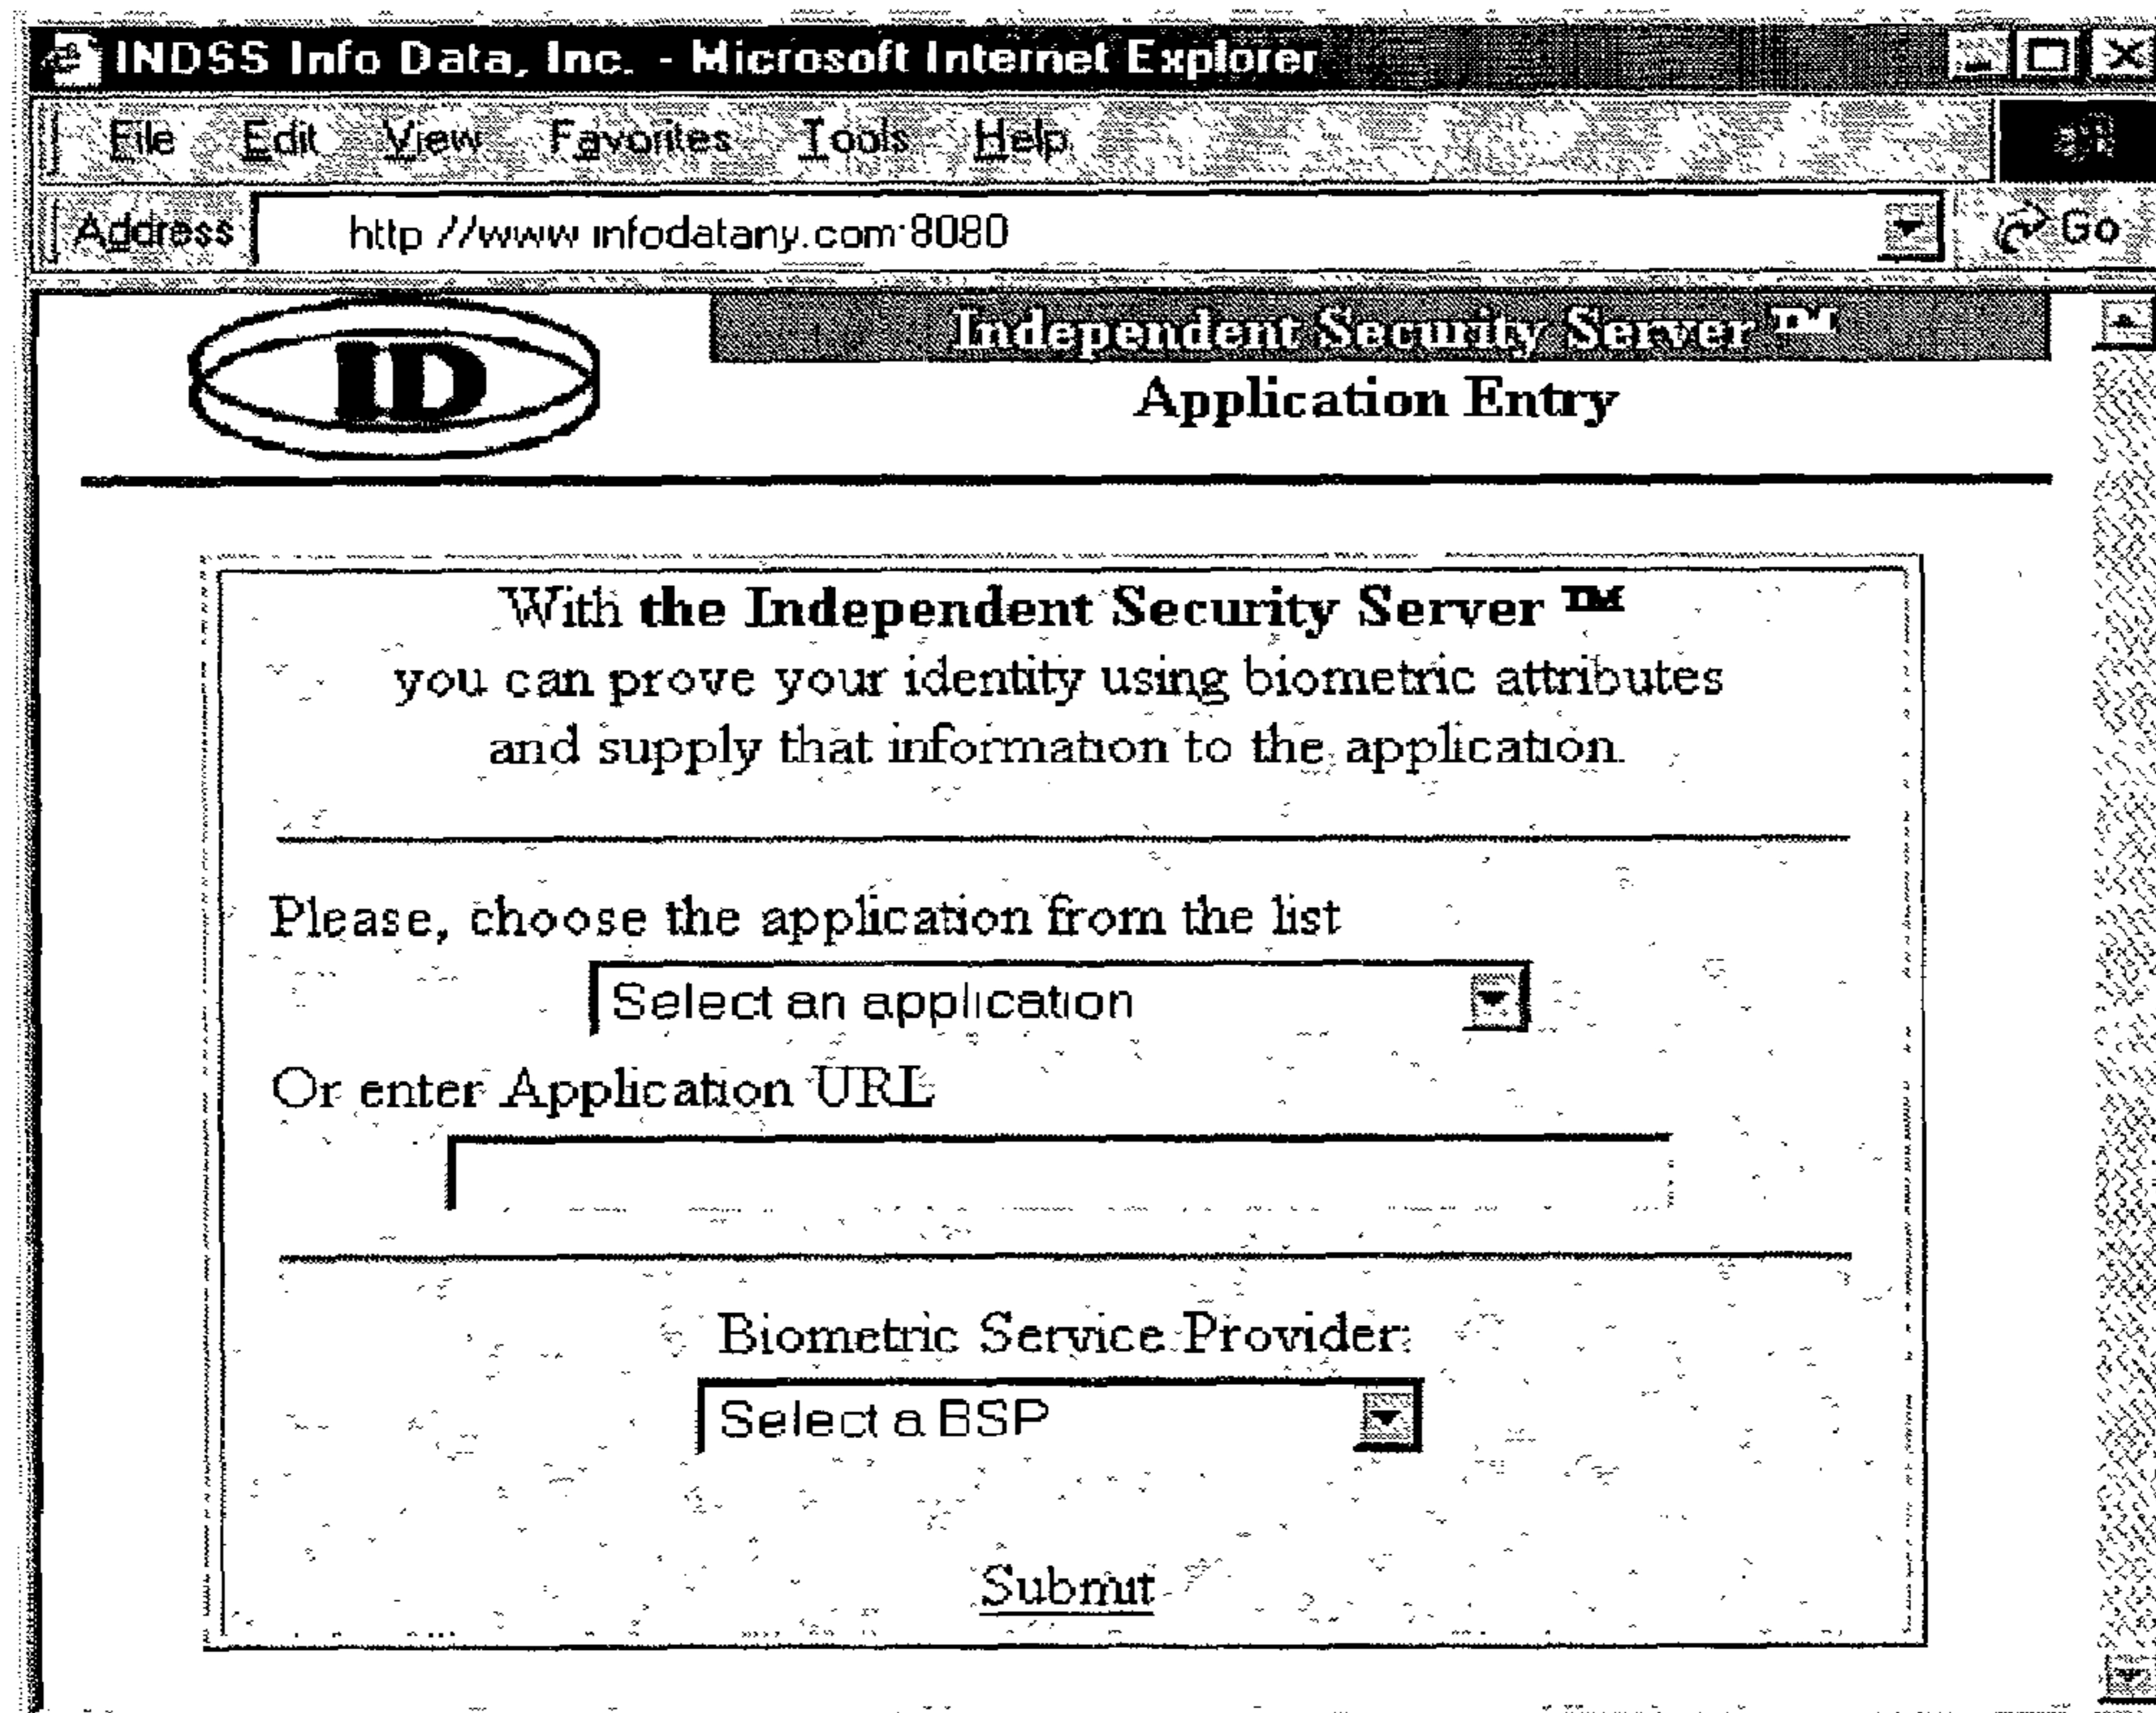 INDSS Info Data, Inc. - Microsoft Internet Explorer
File Edit View Favorites Tools Help
Address http //www infodatany.com:8080 Go
ID
Independent Security Server ™
Application Entry
With the Independent Security Server ™
you can prove your identity using biometric attributes
and supply that information to the application.
Please, choose the application from the list
Select an application
Or enter Application URL
Biometric Service Provider:
Select a BSP
Submit